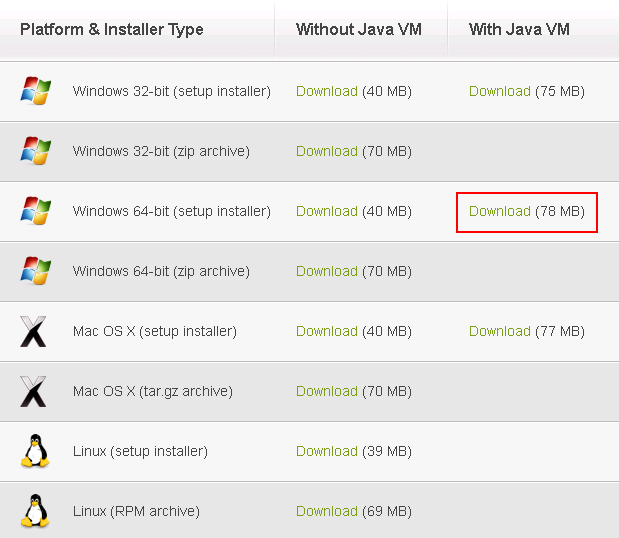 Platform & Installer Type Without Java VM With Java VM
Windows 32-bit (setup installer) Download (40 MB) Download (75 MB)
Windows 32-bit (zip archive) Download (70 MB)
Windows 64-bit (setup installer) Download (40 MB) Download (78 MB)
Windows 64-bit (zip archive) Download (70 MB)
Mac OS X (setup installer) Download (40 MB) Download (77 MB)
Mac OS X (tar.gz archive) Download (70 MB)
Linux (setup installer) Download (39 MB)
Linux (RPM archive) Download (69 MB)